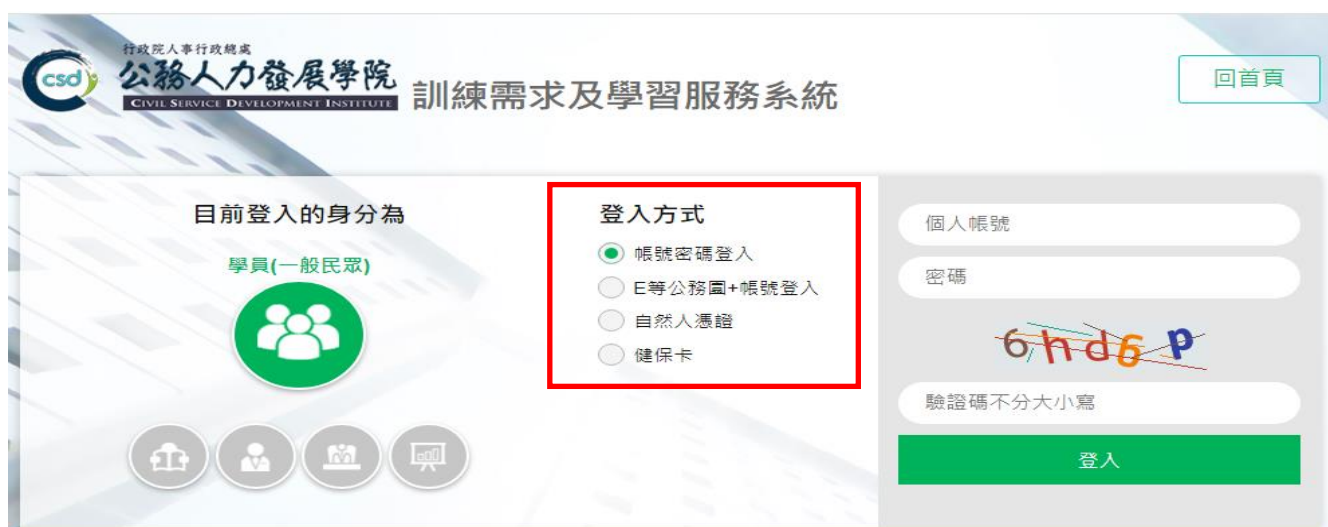 csdi
行政院人事行政總處
公務人力發展學院
CIVIL SERVICE DEVELOPMENT INSTITUTE
訓練需求及學習服務系統
回首頁
目前登入的身分為
學員(一般民眾)
登入方式
帳號密碼登入
E等公務園+帳號登入
自然人憑證
健保卡
個人帳號
密碼
6hd6P
驗證碼不分大小寫
登入